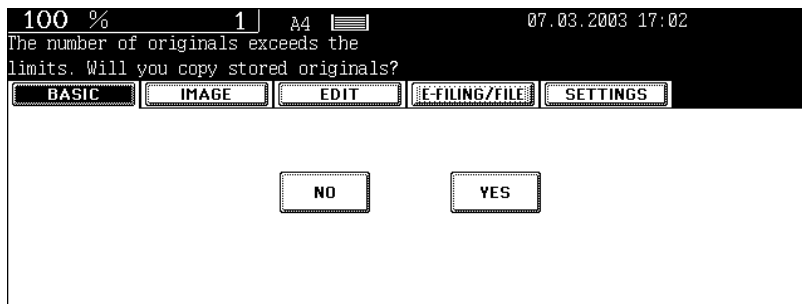 100 % 1 A4 07.03.2003 17:02
The number of originals exceeds the
limits. Will you copy stored originals?
BASIC IMAGE EDIT E-FILING/FILE SETTINGS
NO YES